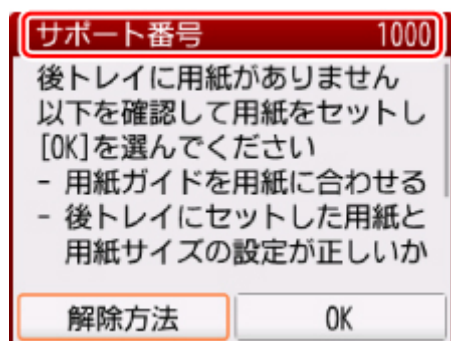 サポート番号 1000
後トレイに用紙がありません
以下を確認して用紙をセットし
[OK]を選んでください
- 用紙ガイドを用紙に合わせる
- 後トレイにセットした用紙と
用紙サイズの設定が正しいか
解除方法 OK